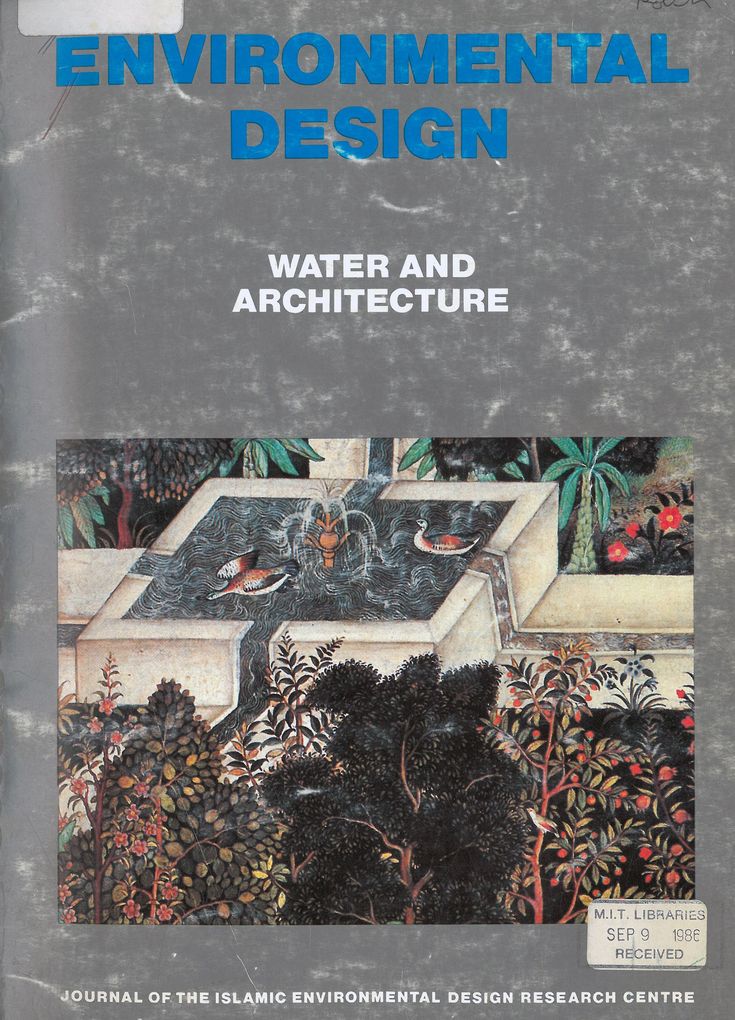 ENVIRONMENTAL
DESIGN
WATER AND
ARCHITECTURE
M.I.T. LIBRARIES
SEP 9 1986
RECEIVED
JOURNAL OF THE ISLAMIC ENVIRONMENTAL DESIGN RESEARCH CENTRE